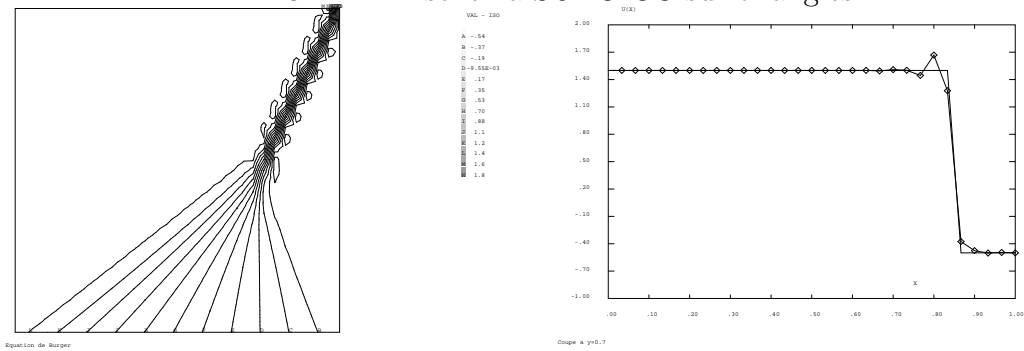 U(X)
VAL - ISO
A -.54
B -.37
C -.19
D-9.55E-03
E .17
F .35
G .53
H .70
I .88
J 1.1
K 1.2
L 1.4
M 1.6
N 1.8
2.00
1.70
1.40
1.10
.80
.50
.20
-.10
-.40
-.70
-1.00
X
.00 .10 .20 .30 .40 .50 .60 .70 .80 .90 1.00
Equation de Burger
Coupe a y=0.7